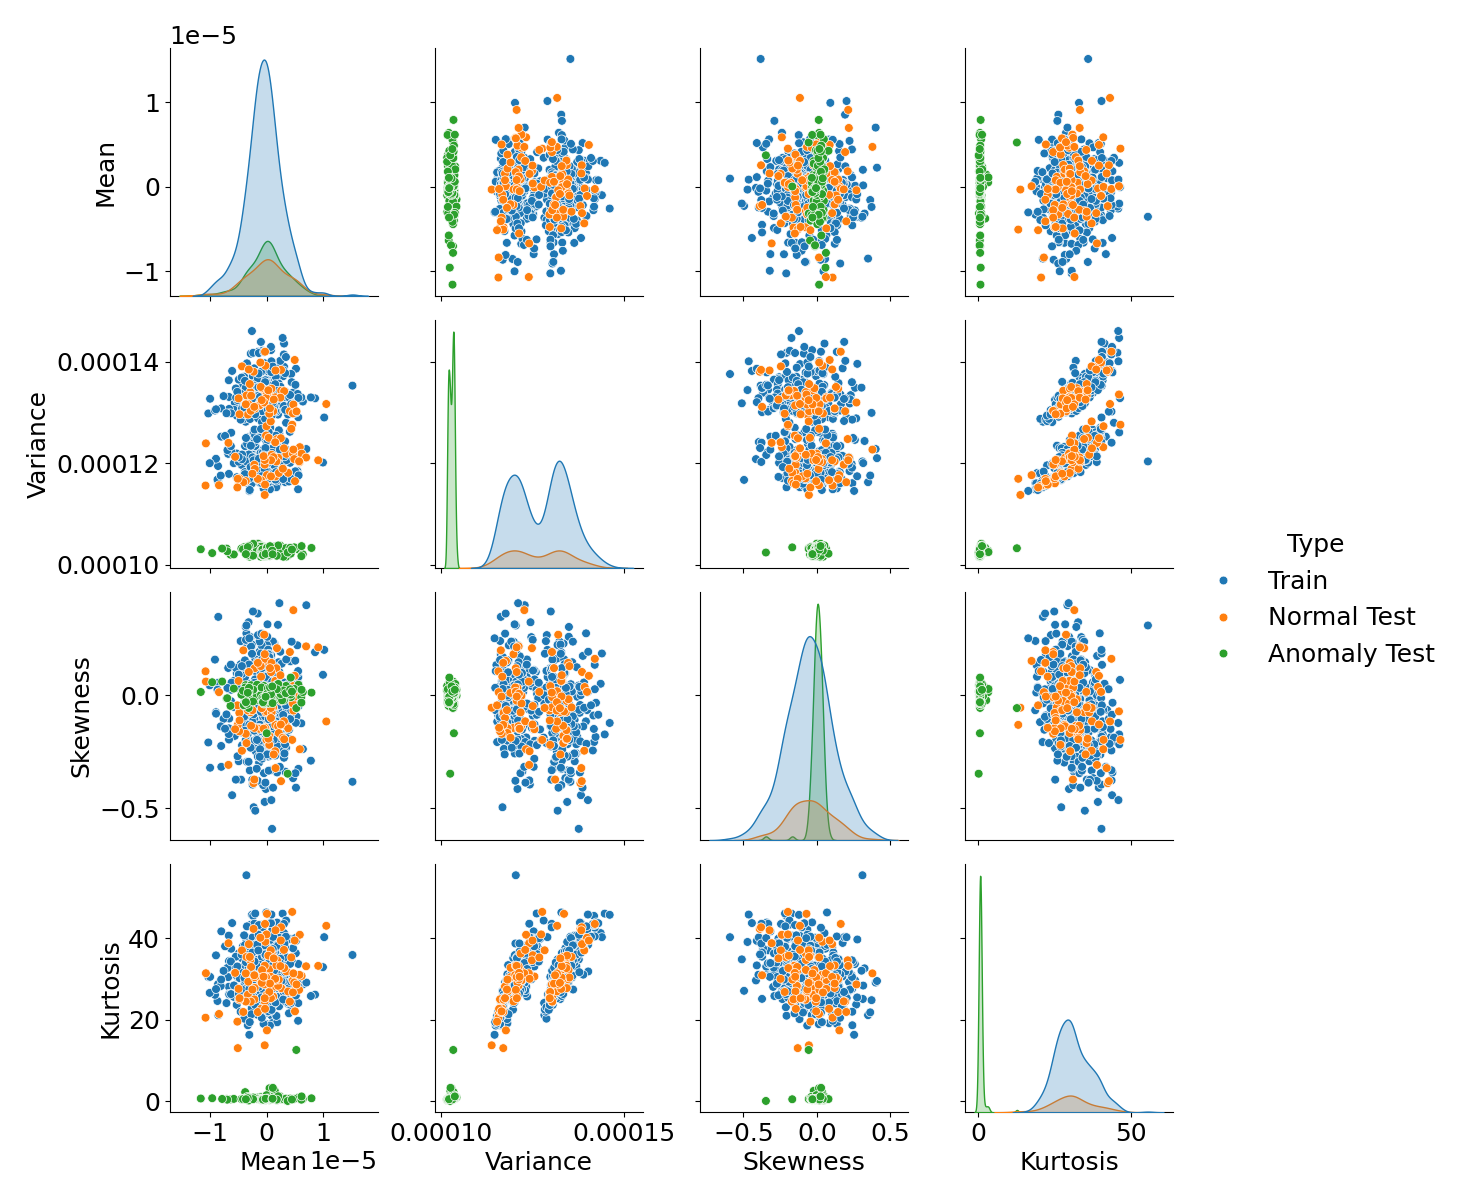 1e−5
1
0
−1
Mean
0.00014
0.00012
0.00010
Variance
0.0
−0.5
Skewness
40
20
0
Kurtosis
−1 0 1
1e−5
Mean
0.00010 0.00015
Variance
−0.5 0.0 0.5
Skewness
0 50
Kurtosis
Type
Train
Normal Test
Anomaly Test